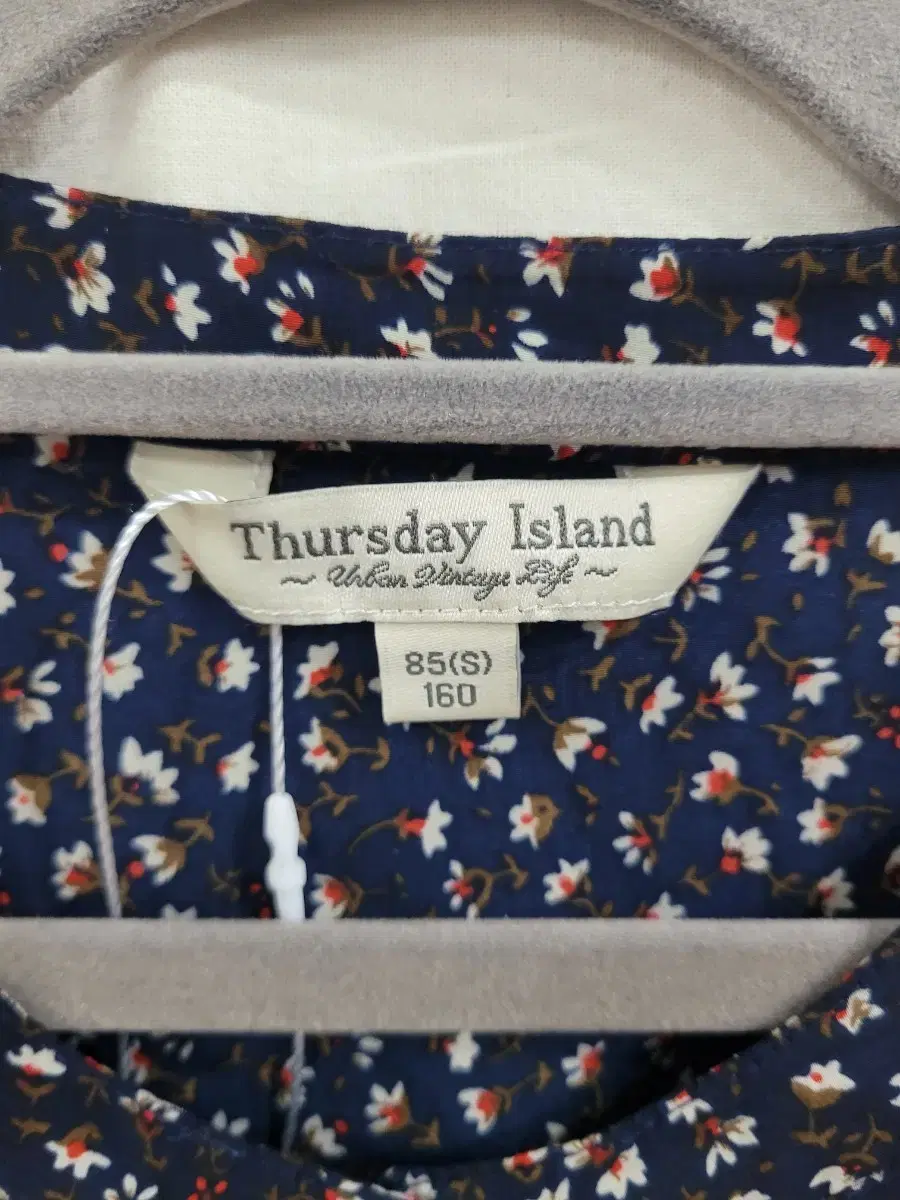 Thursday Island
~ Urban Vintage Life ~
85(S)
160